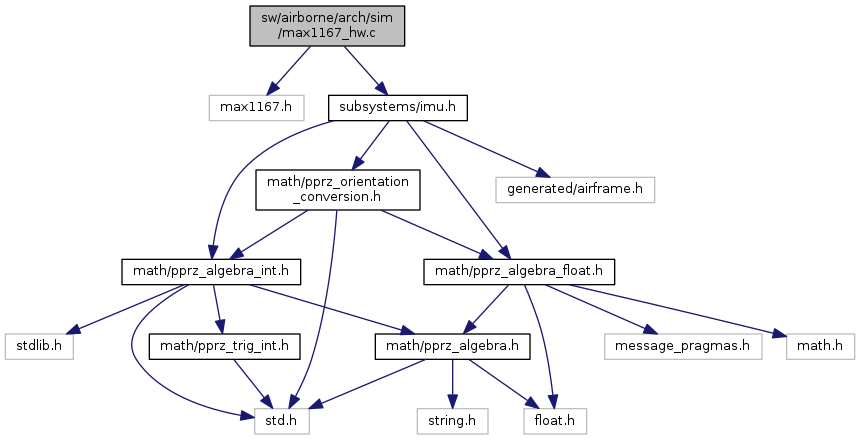 sw/airborne/arch/sim
/max1167_hw.c
max1167.h
subsystems/imu.h
math/pprz_orientation
_conversion.h
generated/airframe.h
math/pprz_algebra_int.h
math/pprz_algebra_float.h
stdlib.h
math/pprz_trig_int.h
math/pprz_algebra.h
message_pragmas.h
math.h
std.h
string.h
float.h